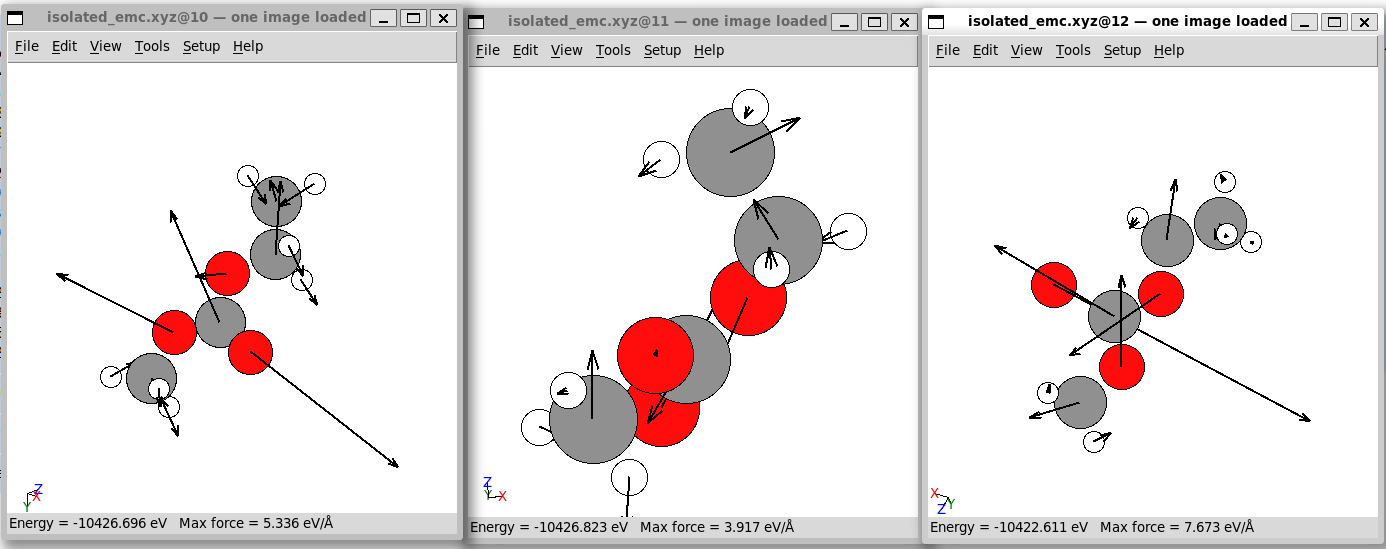 isolated_emc.xyz@10 — one image loaded
File Edit View Tools Setup Help
Z
X
Y
Energy = -10426.696 eV Max force = 5.336 eV/Å
isolated_emc.xyz@11 — one image loaded
File Edit View Tools Setup Help
Z
Y X
Energy = -10426.823 eV Max force = 3.917 eV/Å
isolated_emc.xyz@12 — one image loaded
File Edit View Tools Setup Help
X
Y
Z
Energy = -10422.611 eV Max force = 7.673 eV/Å